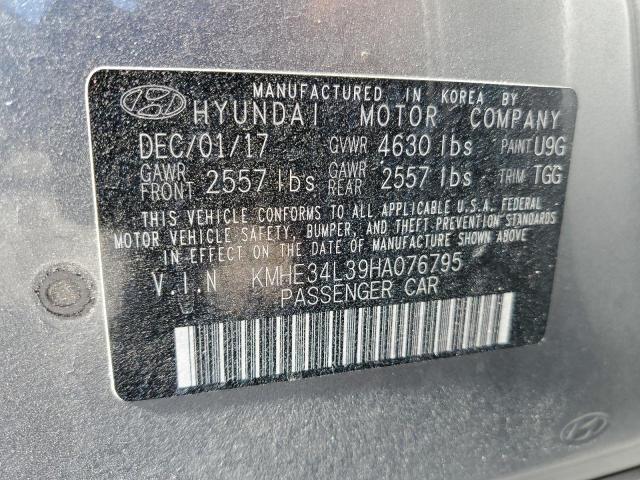 MANUFACTURED IN KOREA BY
HYUNDAI MOTOR COMPANY
DEC/01/17 GVWR 4630 lbs PAINT U9G
GAWR FRONT 2557 lbs GAWR REAR 2557 lbs TRIM TGG
THIS VEHICLE CONFORMS TO ALL APPLICABLE U.S.A. FEDERAL
MOTOR VEHICLE SAFETY, BUMPER, AND THEFT PREVENTION STANDARDS
IN EFFECT ON THE DATE OF MANUFACTURE SHOWN ABOVE.
V.I.N KMHE34L39HA076795
PASSENGER CAR